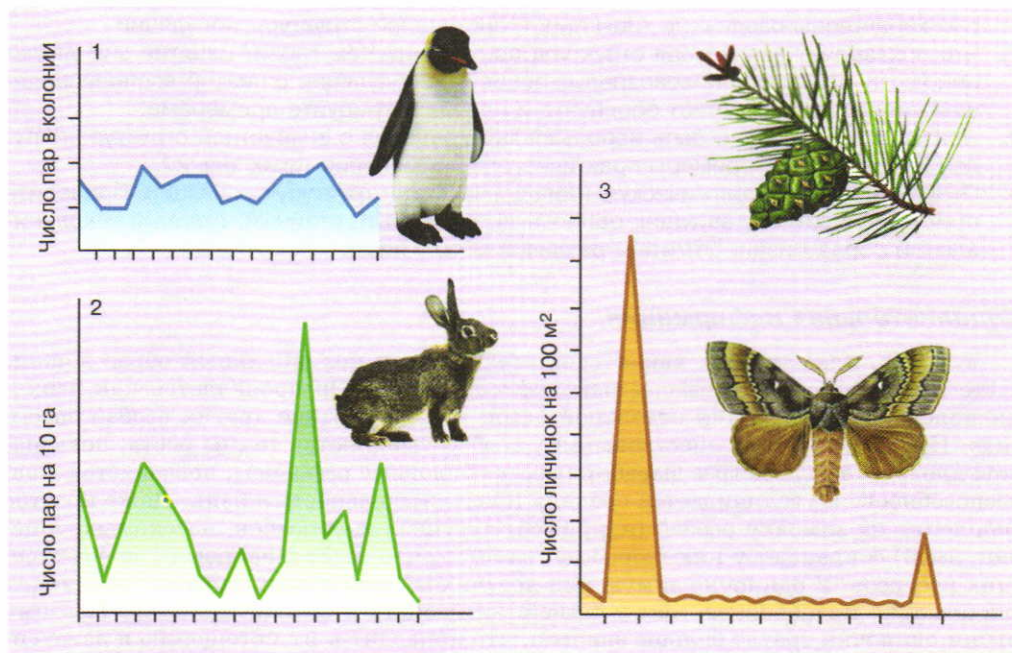 1
Число пар в колонии
2
Число пар на 10 га
3
Число личинок на 100 м²